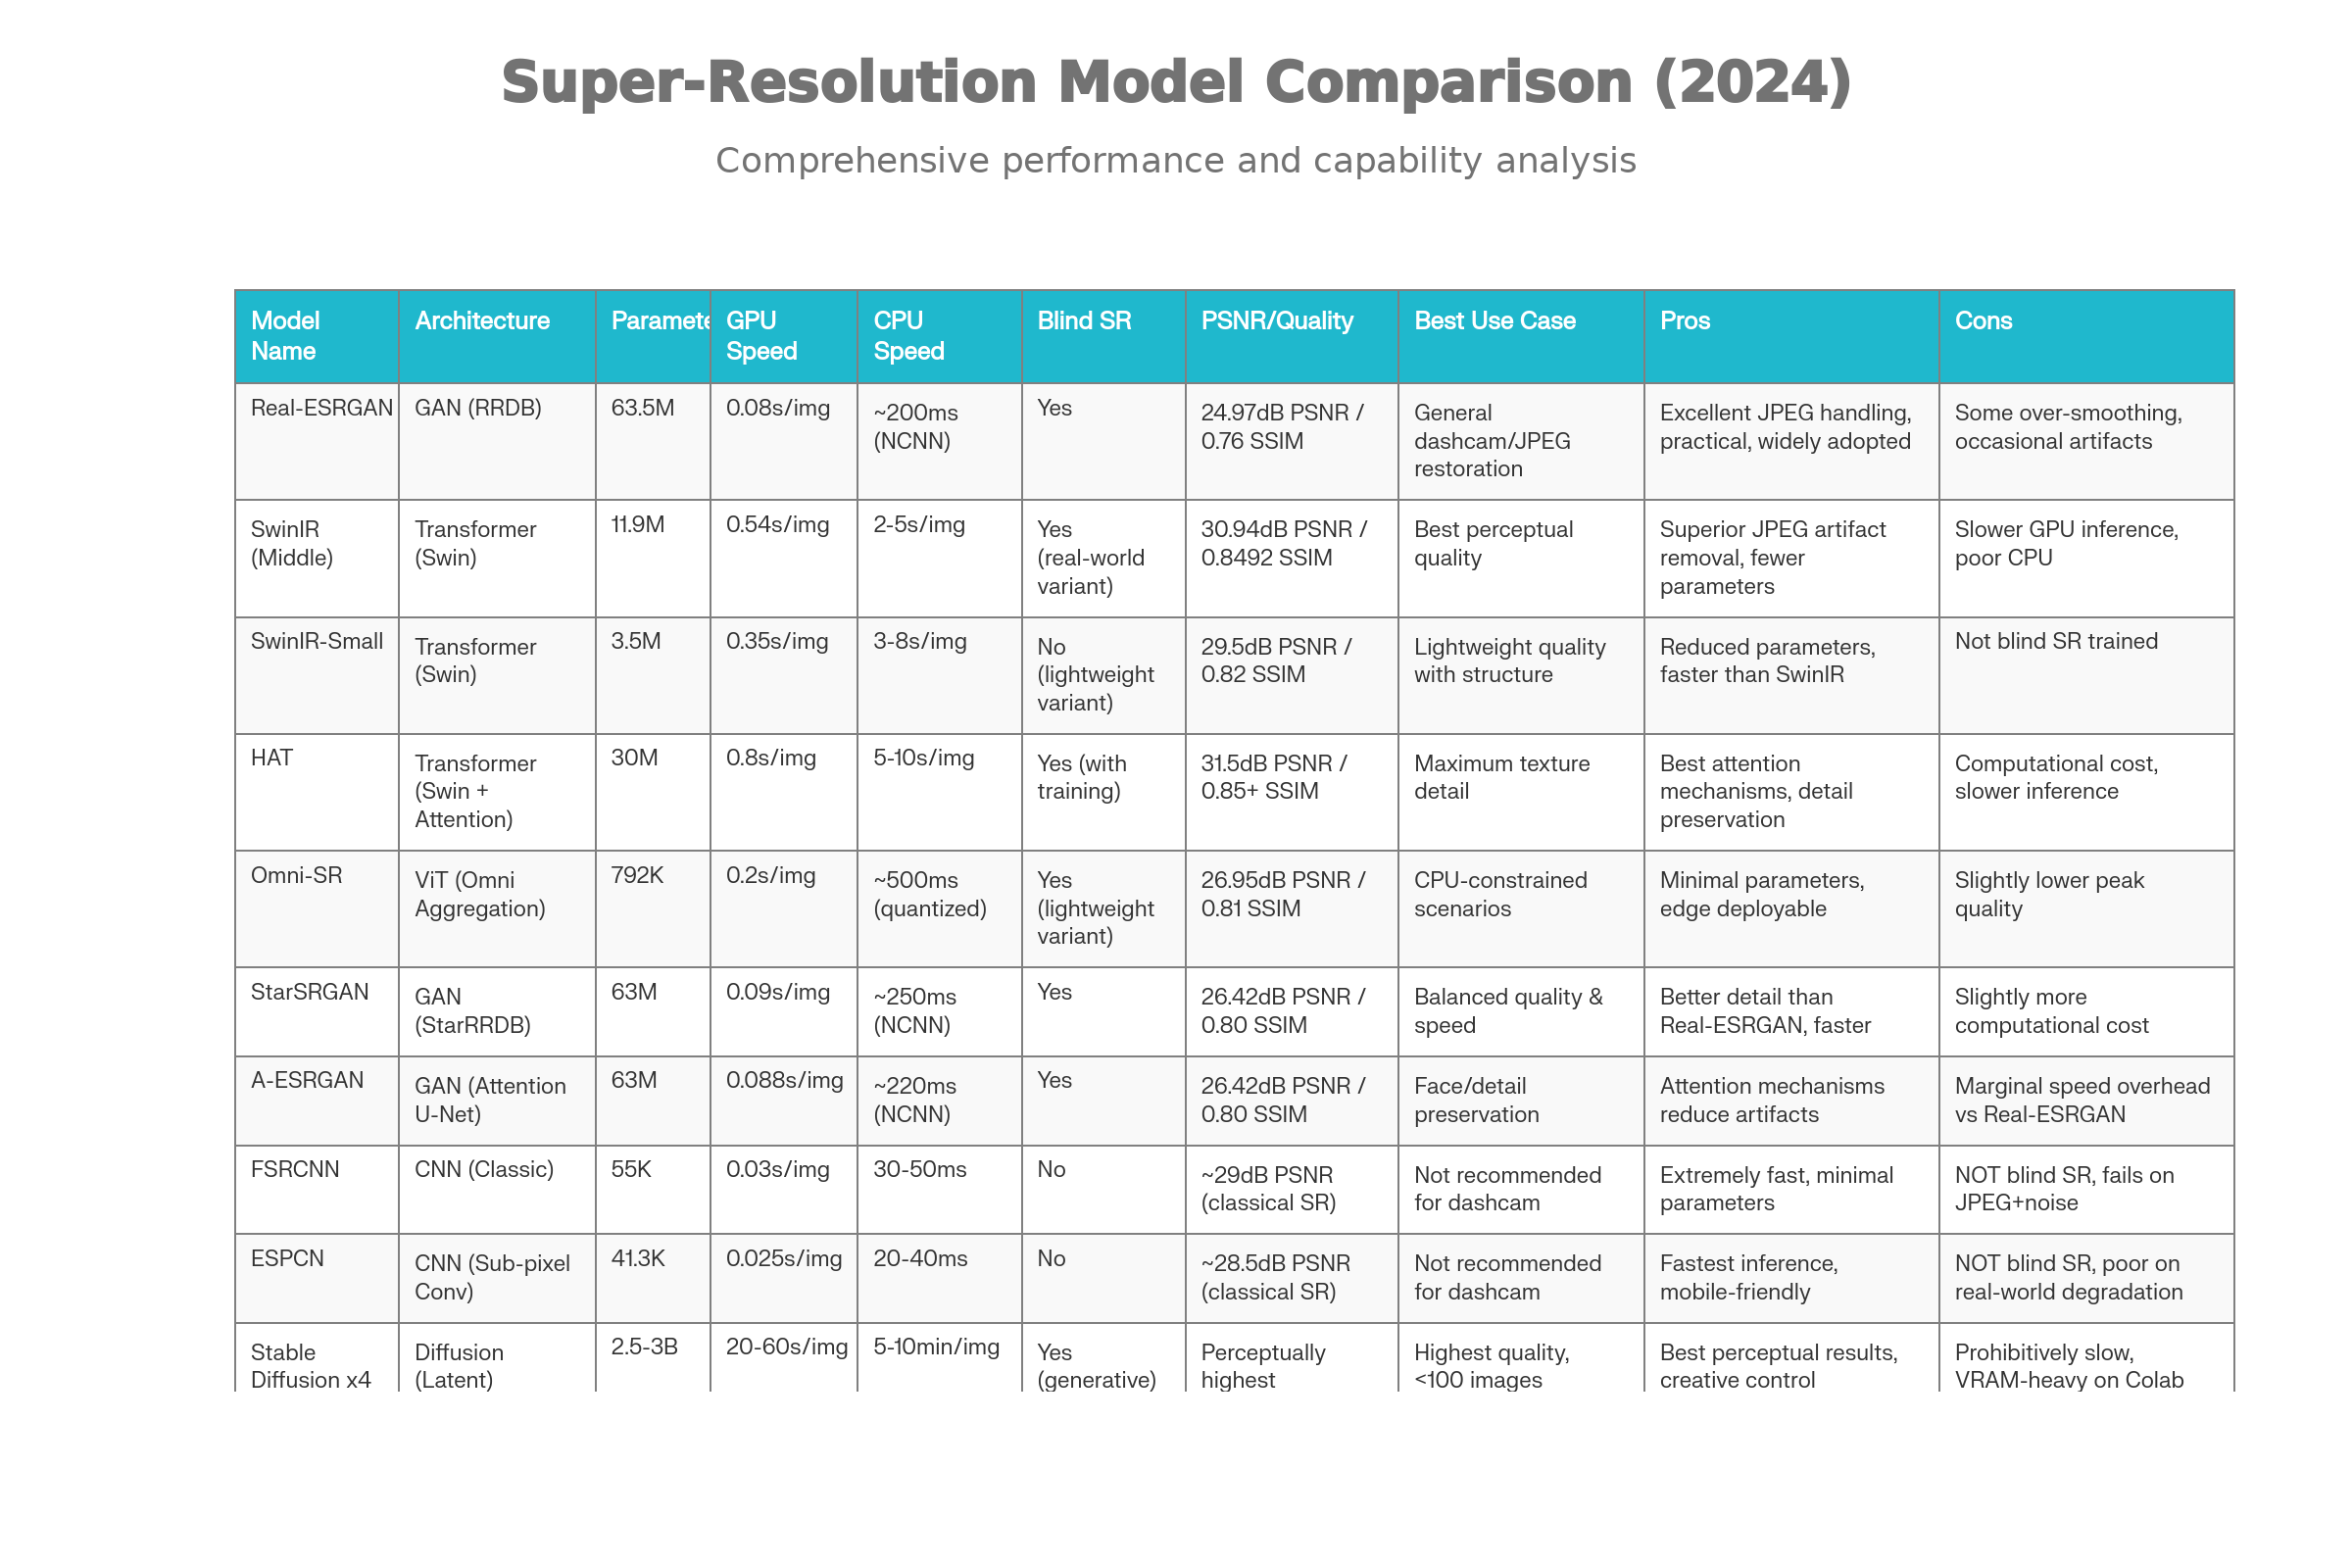 Super-Resolution Model Comparison (2024)
Comprehensive performance and capability analysis
Model
Name
Architecture
Paramete
GPU
Speed
CPU
Speed
Blind SR
PSNR/Quality
Best Use Case
Pros
Cons
Real-ESRGAN
GAN (RRDB)
63.5M
0.08s/img
~200ms
(NCNN)
Yes
24.97dB PSNR /
0.76 SSIM
General
dashcam/JPEG
restoration
Excellent JPEG handling,
practical, widely adopted
Some over-smoothing,
occasional artifacts
SwinIR
(Middle)
Transformer
(Swin)
11.9M
0.54s/img
2-5s/img
Yes
(real-world
variant)
30.94dB PSNR /
0.8492 SSIM
Best perceptual
quality
Superior JPEG artifact
removal, fewer
parameters
Slower GPU inference,
poor CPU
SwinIR-Small
Transformer
(Swin)
3.5M
0.35s/img
3-8s/img
No
(lightweight
variant)
29.5dB PSNR /
0.82 SSIM
Lightweight quality
with structure
Reduced parameters,
faster than SwinIR
Not blind SR trained
HAT
Transformer
(Swin +
Attention)
30M
0.8s/img
5-10s/img
Yes (with
training)
31.5dB PSNR /
0.85+ SSIM
Maximum texture
detail
Best attention
mechanisms, detail
preservation
Computational cost,
slower inference
Omni-SR
ViT (Omni
Aggregation)
792K
0.2s/img
~500ms
(quantized)
Yes
(lightweight
variant)
26.95dB PSNR /
0.81 SSIM
CPU-constrained
scenarios
Minimal parameters,
edge deployable
Slightly lower peak
quality
StarSRGAN
GAN
(StarRRDB)
63M
0.09s/img
~250ms
(NCNN)
Yes
26.42dB PSNR /
0.80 SSIM
Balanced quality &
speed
Better detail than
Real-ESRGAN, faster
Slightly more
computational cost
A-ESRGAN
GAN (Attention
U-Net)
63M
0.088s/img
~220ms
(NCNN)
Yes
26.42dB PSNR /
0.80 SSIM
Face/detail
preservation
Attention mechanisms
reduce artifacts
Marginal speed overhead
vs Real-ESRGAN
FSRCNN
CNN (Classic)
55K
0.03s/img
30-50ms
No
~29dB PSNR
(classical SR)
Not recommended
for dashcam
Extremely fast, minimal
parameters
NOT blind SR, fails on
JPEG+noise
ESPCN
CNN (Sub-pixel
Conv)
41.3K
0.025s/img
20-40ms
No
~28.5dB PSNR
(classical SR)
Not recommended
for dashcam
Fastest inference,
mobile-friendly
NOT blind SR, poor on
real-world degradation
Stable
Diffusion x4
Diffusion
(Latent)
2.5-3B
20-60s/img
5-10min/img
Yes
(generative)
Perceptually
highest
Highest quality,
<100 images
Best perceptual results,
creative control
Prohibitively slow,
VRAM-heavy on Colab